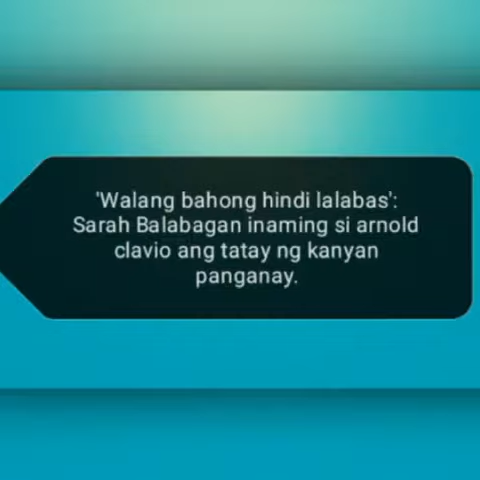 'Walang bahong hindi lalabas':
Sarah Balabagan inaming si arnold
clavio ang tatay ng kanyan
panganay.